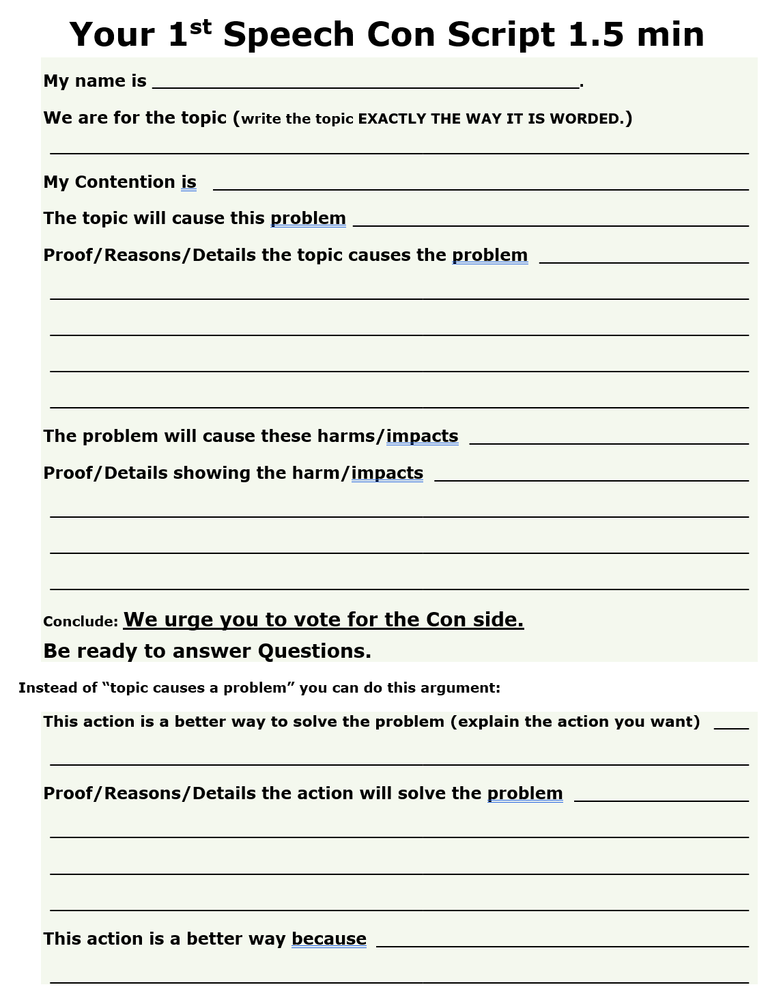 Your 1st Speech Con Script 1.5 min
My name is ________________________________________.
We are for the topic (write the topic EXACTLY THE WAY IT IS WORDED.)
My Contention is
The topic will cause this problem
Proof/Reasons/Details the topic causes the problem
The problem will cause these harms/impacts
Proof/Details showing the harm/impacts
Conclude: We urge you to vote for the Con side.
Be ready to answer Questions.
Instead of “topic causes a problem” you can do this argument:
This action is a better way to solve the problem (explain the action you want)
Proof/Reasons/Details the action will solve the problem
This action is a better way because